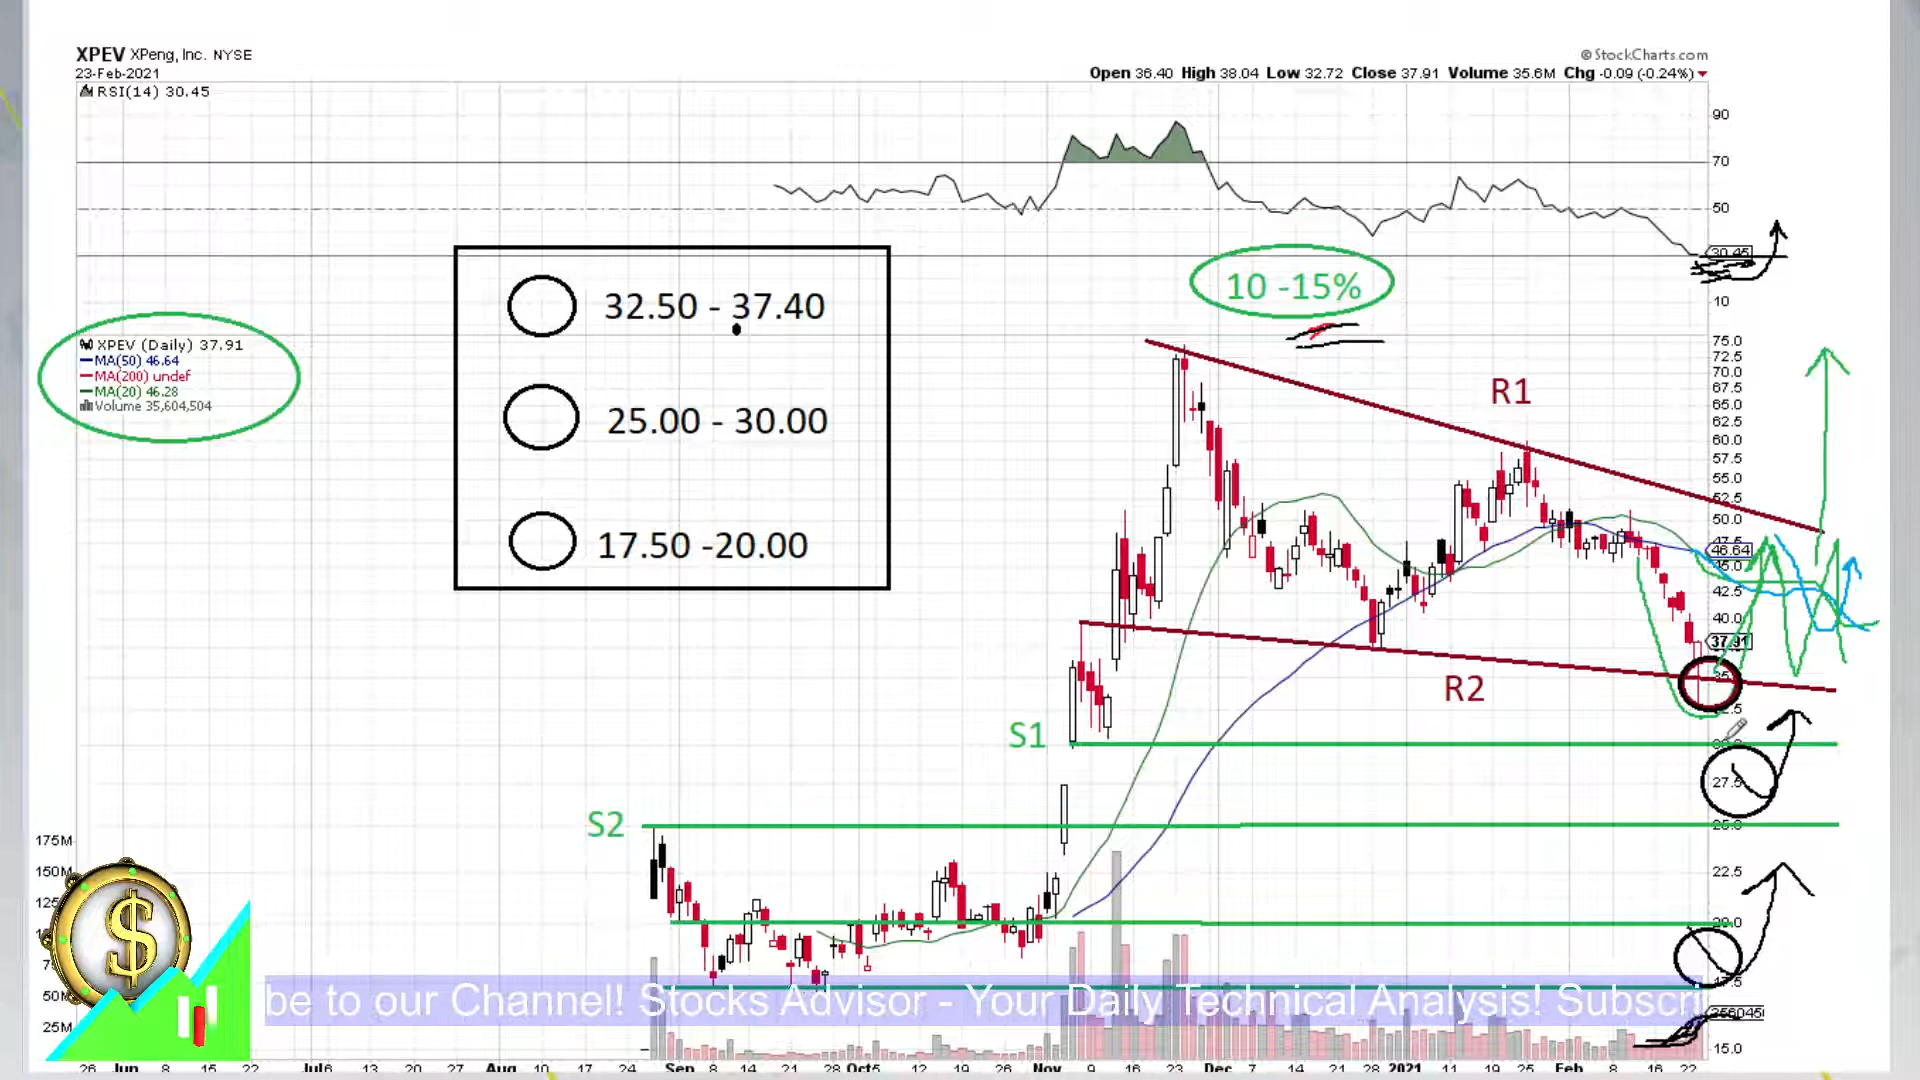 XPEV XPeng, Inc. NYSE
© StockCharts.com
23-Feb-2021
Open 36.40 High 38.04 Low 32.72 Close 37.91 Volume 35.6M Chg -0.09 (-0.24%)
RSI(14) 30.45
90
70
50
30.45
10
10 -15%
32.50 - 37.40
25.00 - 30.00
17.50 -20.00
XPEV (Daily) 37.91
MA(50) 46.64
MA(200) undef
MA(20) 46.28
Volume 35,604,504
R1
R2
S1
S2
75.0
72.5
70.0
67.5
65.0
62.5
60.0
57.5
55.0
52.5
50.0
47.5
46.64
45.0
42.5
40.0
37.91
27.5
22.5
15.0
175M
150M
50M
25M
be to our Channel! Stocks Advisor - Your Daily Technical Analysis! Subscri
26 Jun 8 15 22 Jul6 13 20 27 Aug 10 17 24 Sep 8 14 21 28 Oct5 12 19 26 Nov 9 16 23 Dec 7 14 21 28 2021 11 19 25 Feb 8 16 22